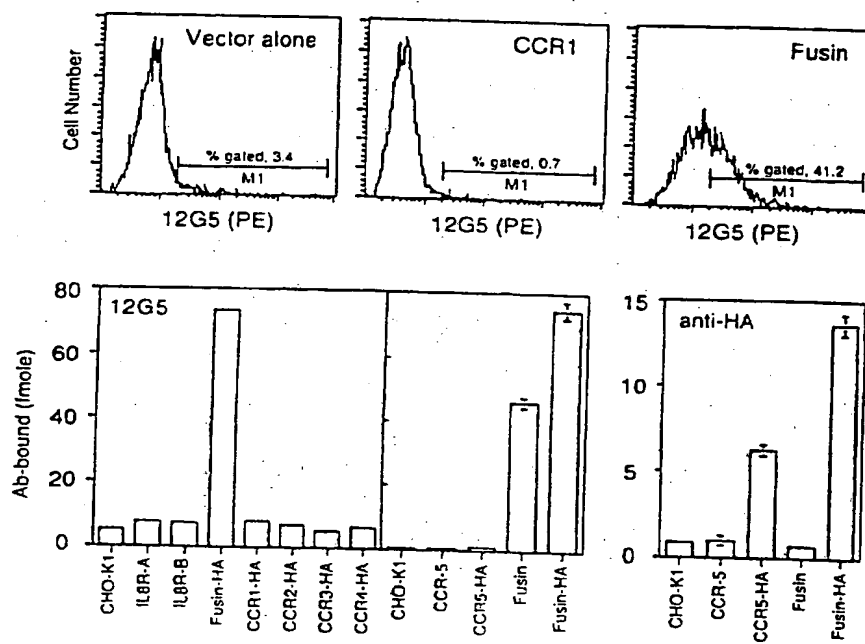 Vector alone
CCR1
Fusin
Cell Number
% gated, 3.4
M1
% gated, 0.7
M1
% gated, 41.2
M1
12G5 (PE)
12G5 (PE)
12G5 (PE)
80
60
40
20
0
Ab-bound (fmole)
12G5
CHO-K1
IL8R-A
IL8R-B
Fusin-HA
CCR1-HA
CCR2-HA
CCR3-HA
CCR4-HA
CHO-K1
CCR-5
CCR5-HA
Fusin
Fusin-HA
15
10
5
0
anti-HA
CHO-K1
CCR-5
CCR5-HA
Fusin
Fusin-HA